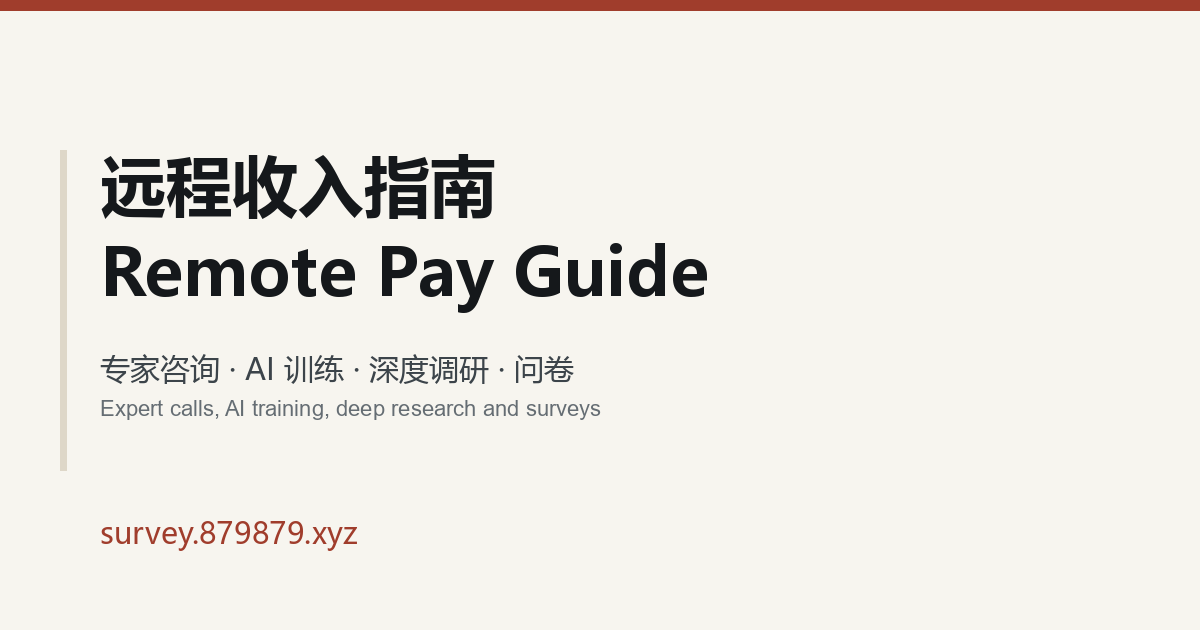 远程收入指南
Remote Pay Guide
专家咨询 · AI 训练 · 深度调研 · 问卷
Expert calls, AI training, deep research and surveys
survey.879879.xyz